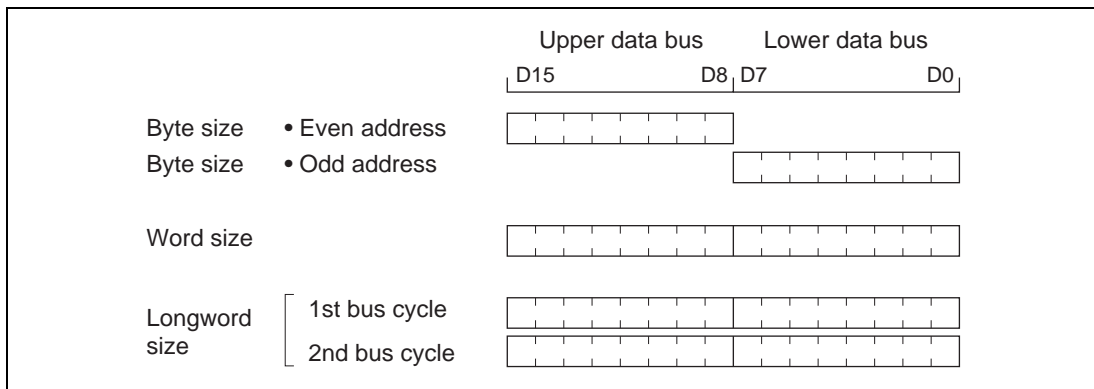 Upper data bus Lower data bus
D15 D8 D7 D0
Byte size • Even address
Byte size • Odd address
Word size
Longword size
1st bus cycle
2nd bus cycle